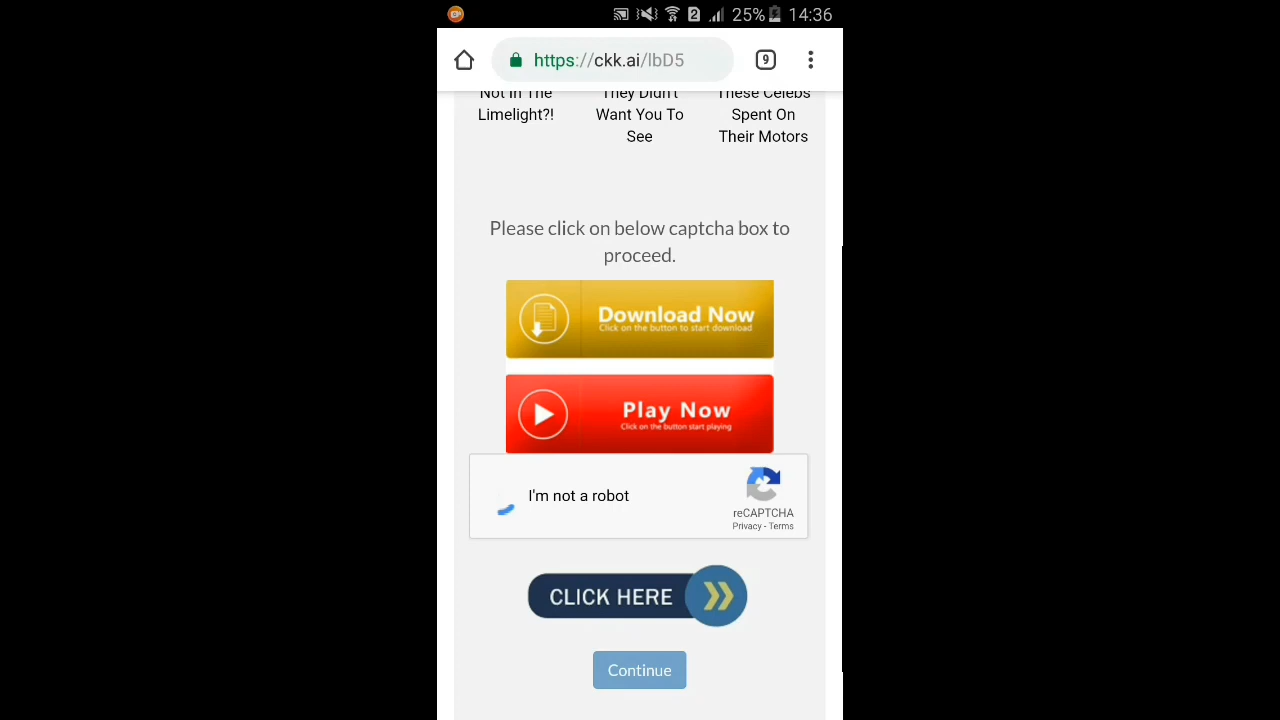 25% 14:36
https://ckk.ai/lbD5
9
Not In The
Limelight?!
They Didn't
Want You To
See
These Celebs
Spent On
Their Motors
Please click on below captcha box to
proceed.
Download Now
Click on the button to start download
Play Now
Click on the button start playing
I'm not a robot
reCAPTCHA
Privacy - Terms
CLICK HERE
Continue